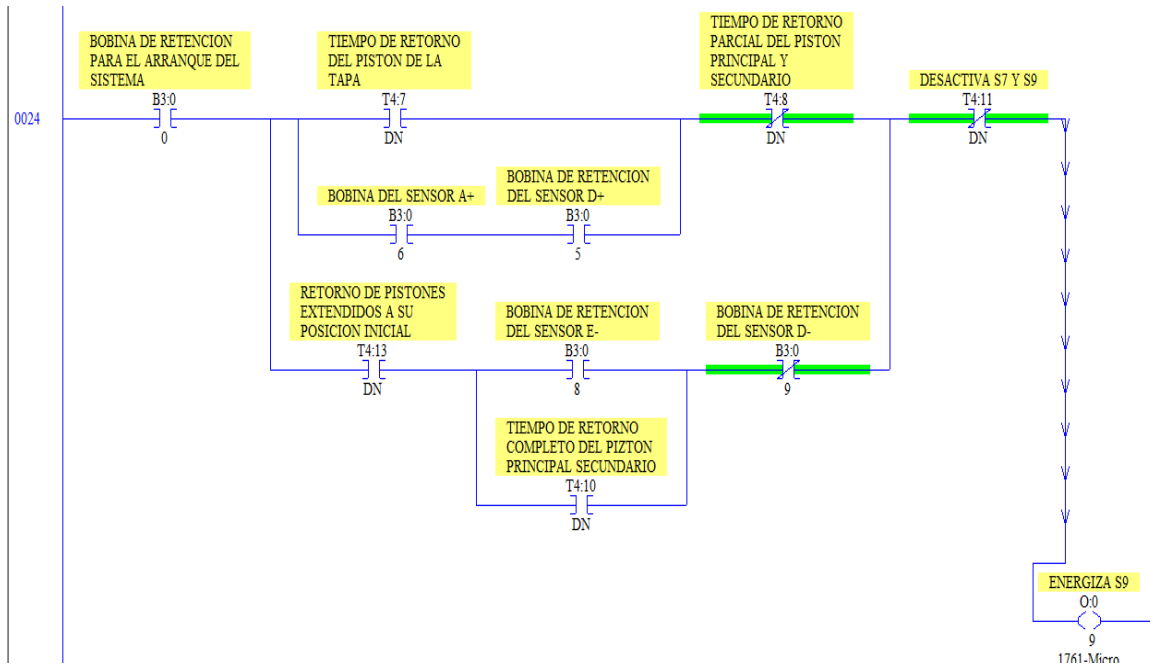 BOBINA DE RETENCION
PARA EL ARRANQUE DEL
SISTEMA
B3:0
0
TIEMPO DE RETORNO
DEL PISTON DE LA
TAPA
T4:7
DN
TIEMPO DE RETORNO
PARCIAL DEL PISTON
PRINCIPAL Y
SECUNDARIO
T4:8
DN
DESACTIVA S7 Y S9
T4:11
DN
0024
BOBINA DEL SENSOR A+
B3:0
6
BOBINA DE RETENCION
DEL SENSOR D+
B3:0
5
RETORNO DE PISTONES
EXTENDIDOS A SU
POSICION INICIAL
T4:13
DN
BOBINA DE RETENCION
DEL SENSOR E-
B3:0
8
BOBINA DE RETENCION
DEL SENSOR D-
B3:0
9
TIEMPO DE RETORNO
COMPLETO DEL PIZTON
PRINCIPAL SECUNDARIO
T4:10
DN
ENERGIZA S9
O:0
9
1761-Micro